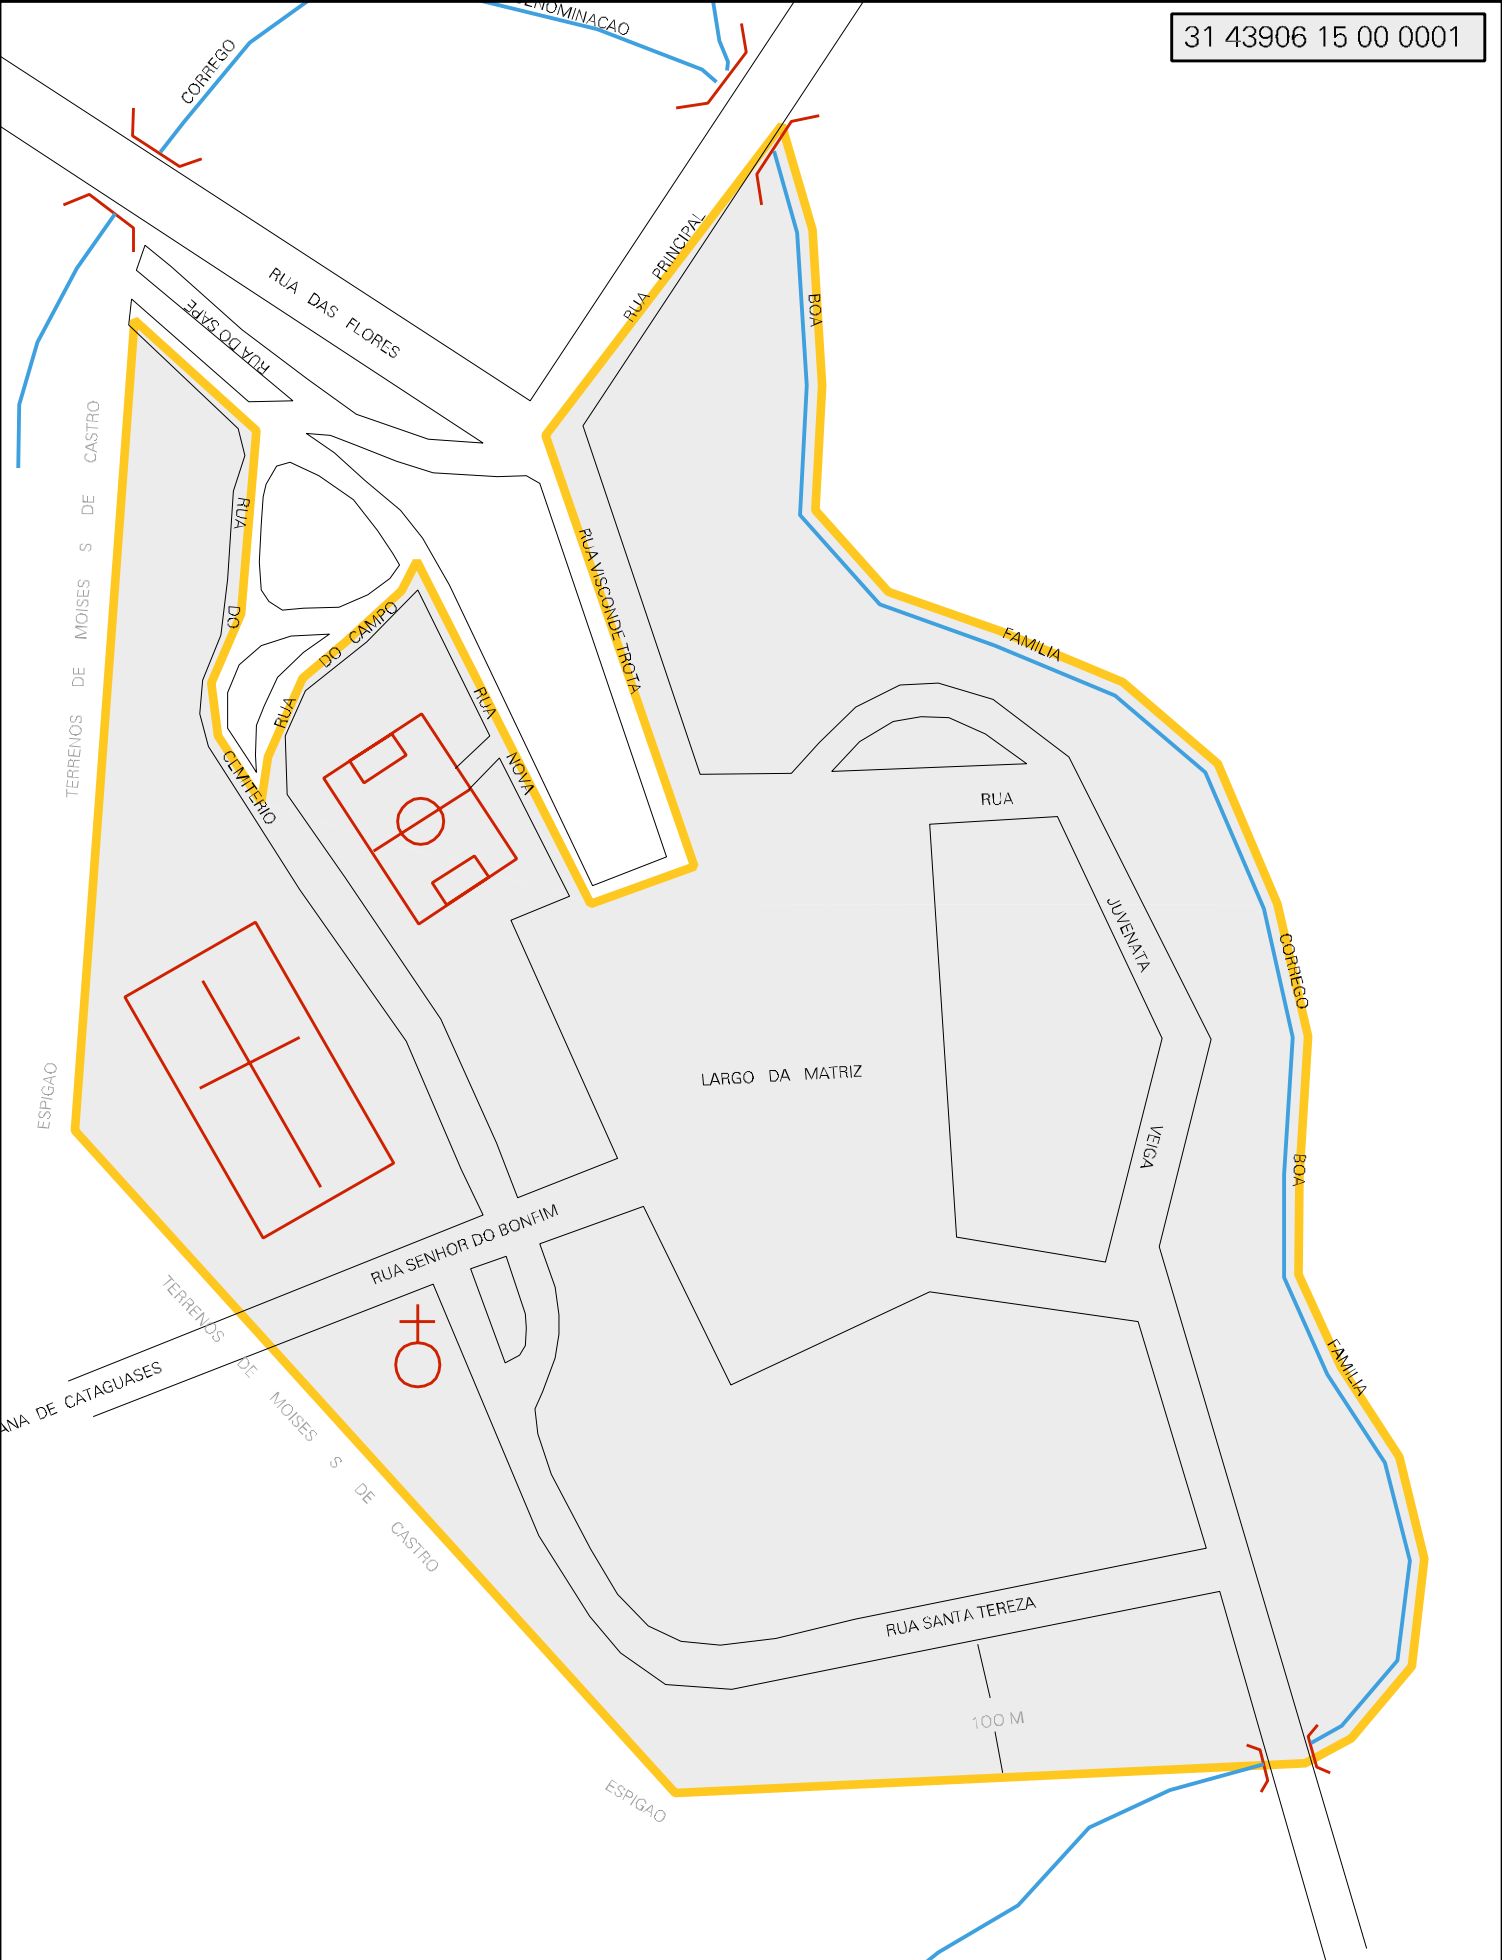 31 43906 15 00 0001
CORREGO
RUA PRINCIPAL
RUA DAS FLORES
RUA DO SAPE
BOA
TERRENOS DE MOISES S DE CASTRO
RUA DO CEMITERIO
RUA DO CAMPO
RUA VISCONDE TROTA
FAMILIA
RUA NOVA
RUA JUVENATA VEIGA
CORREGO BOA FAMILIA
LARGO DA MATRIZ
ESPIGAO
RUA SENHOR DO BONFIM
TERRENOS DE MOISES S DE CASTRO
DE CATAGUASES
RUA SANTA TEREZA
100 M
ESPIGAO